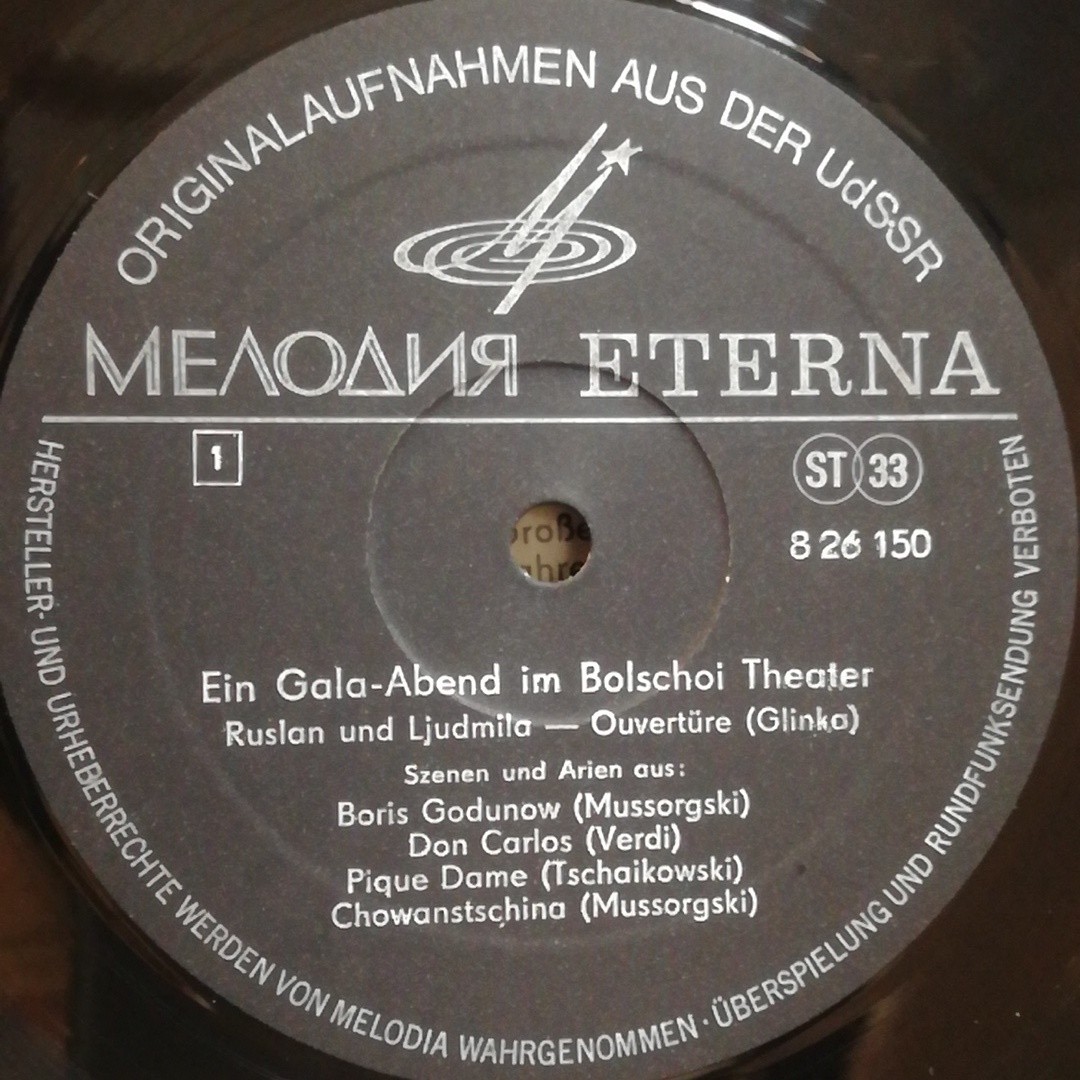 ORIGINALAUFNAHMEN AUS DER UdSSR
МЕЛОДИЯ ETERNA
1
ST 33
8 26 150
Ein Gala-Abend im Bolschoi Theater
Ruslan und Ljudmila — Ouvertüre (Glinka)
Szenen und Arien aus:
Boris Godunow (Mussorgski)
Don Carlos (Verdi)
Pique Dame (Tschaikowski)
Chowanstschina (Mussorgski)
HERSTELLER- UND URHEBERRECHTE WERDEN VON MELODIA WAHRGENOMMEN · ÜBERSPIELUNG UND RUNDFUNKSENDUNG VERBOTEN